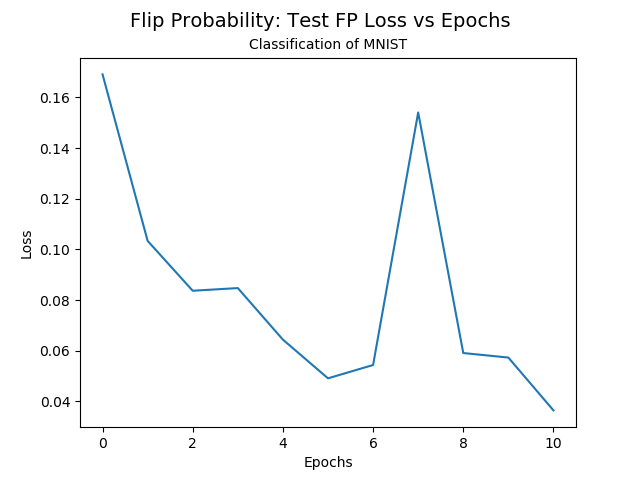 Flip Probability: Test FP Loss vs Epochs
Classification of MNIST
0.16
0.14
0.12
0.10
0.08
0.06
0.04
Loss
0 2 4 6 8 10
Epochs